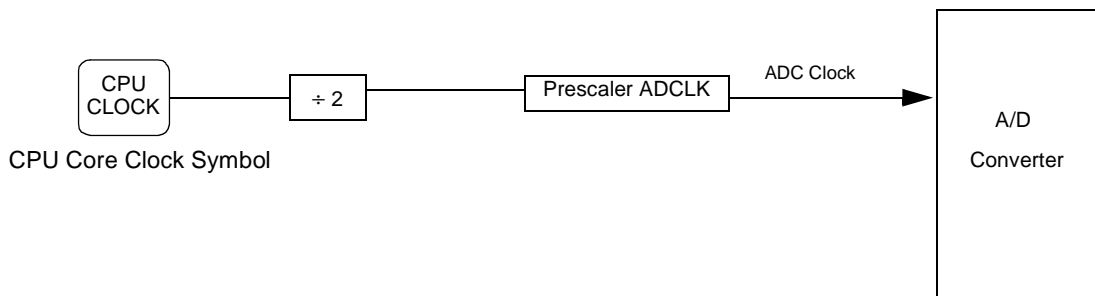 CPU
CLOCK
CPU Core Clock Symbol
÷ 2
Prescaler ADCLK
ADC Clock
A/D
Converter